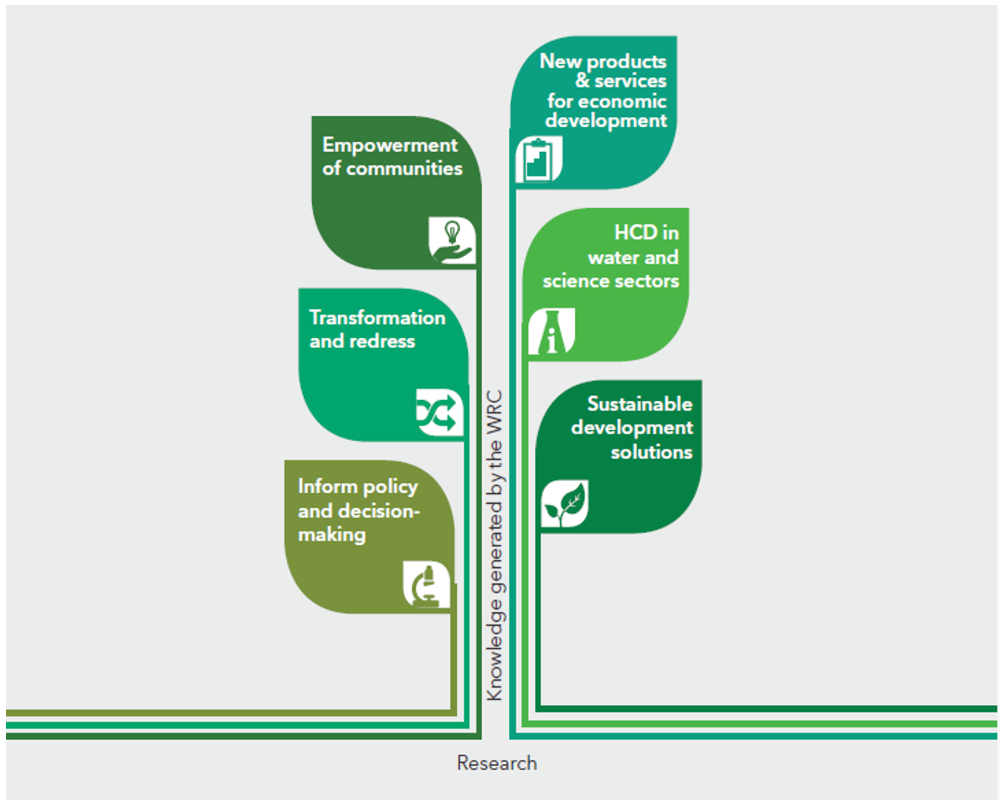 New products
& services
for economic
development
Empowerment
of communities
HCD in
water and
science sectors
Transformation
and redress
Sustainable
development
solutions
Inform policy
and decision-
making
i
Knowledge generated by the WRC
Research